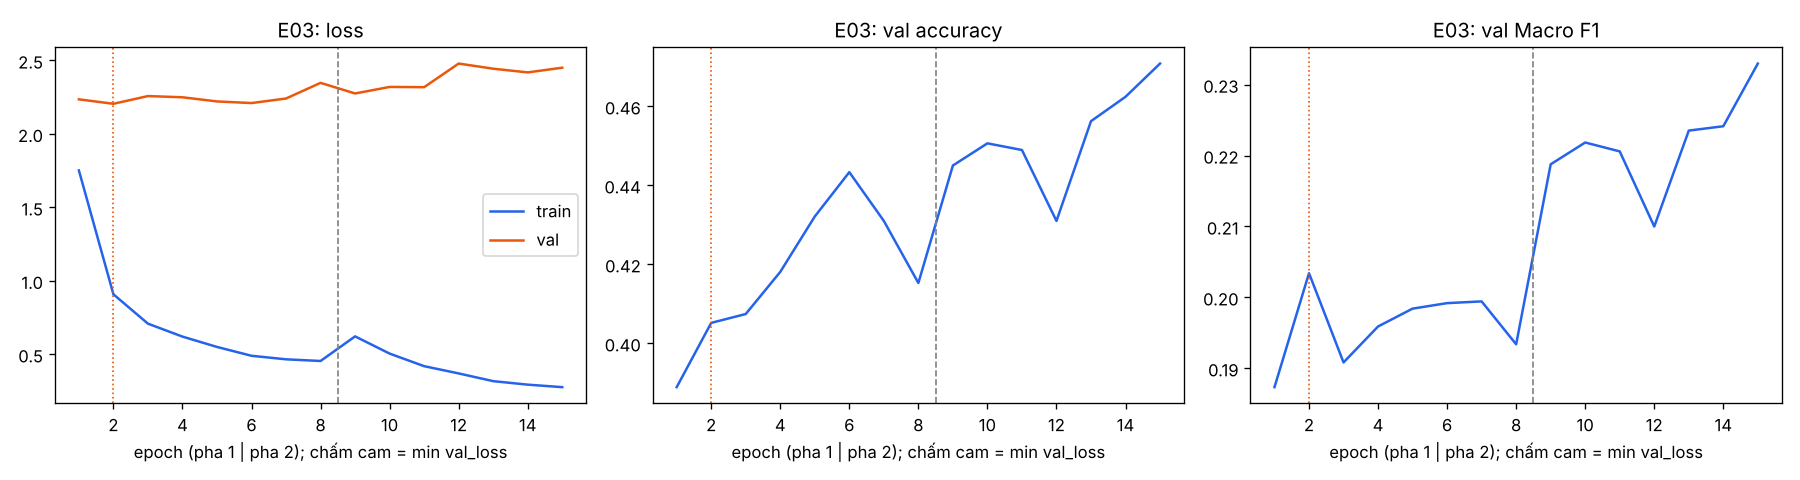 E03: loss
2.5
2.0
1.5
1.0
0.5
train
val
2 4 6 8 10 12 14
epoch (pha 1 | pha 2); chấm cam = min val_loss
E03: val accuracy
0.46
0.44
0.42
0.40
2 4 6 8 10 12 14
epoch (pha 1 | pha 2); chấm cam = min val_loss
E03: val Macro F1
0.23
0.22
0.21
0.20
0.19
2 4 6 8 10 12 14
epoch (pha 1 | pha 2); chấm cam = min val_loss